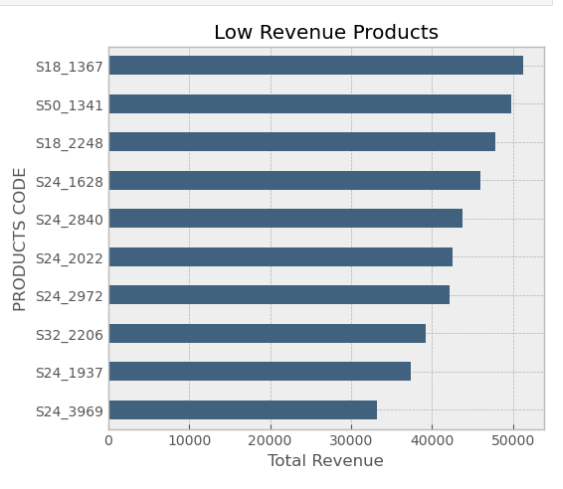 Low Revenue Products
PRODUCTS CODE
S18_1367
S50_1341
S18_2248
S24_1628
S24_2840
S24_2022
S24_2972
S32_2206
S24_1937
S24_3969
0 10000 20000 30000 40000 50000
Total Revenue